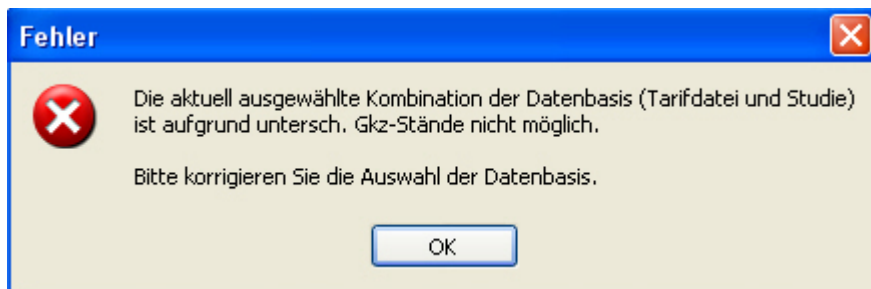 Fehler
Die aktuell ausgewählte Kombination der Datenbasis (Tarifdatei und Studie)
ist aufgrund untersch. Gkz-Stände nicht möglich.
Bitte korrigieren Sie die Auswahl der Datenbasis.
OK